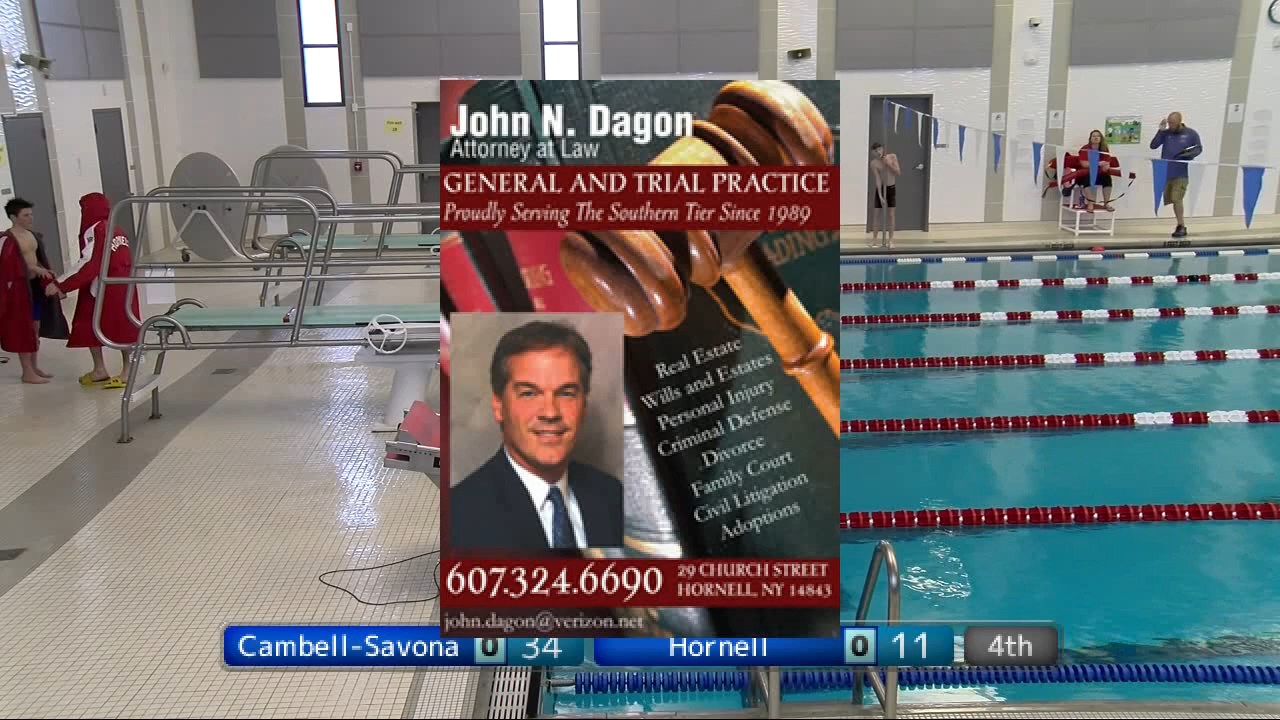 John N. Dagon
Attorney at Law
GENERAL AND TRIAL PRACTICE
Proudly Serving The Southern Tier Since 1989
Real Estate
Wills and Estates
Personal Injury
Criminal Defense
Divorce
Family Court
Civil Litigation
Adoptions
607.324.6690
29 CHURCH STREET
HORNELL, NY 14843
john.dagon@verizon.net
Cambell-Savona 0 34 Hornell 0 11 4th